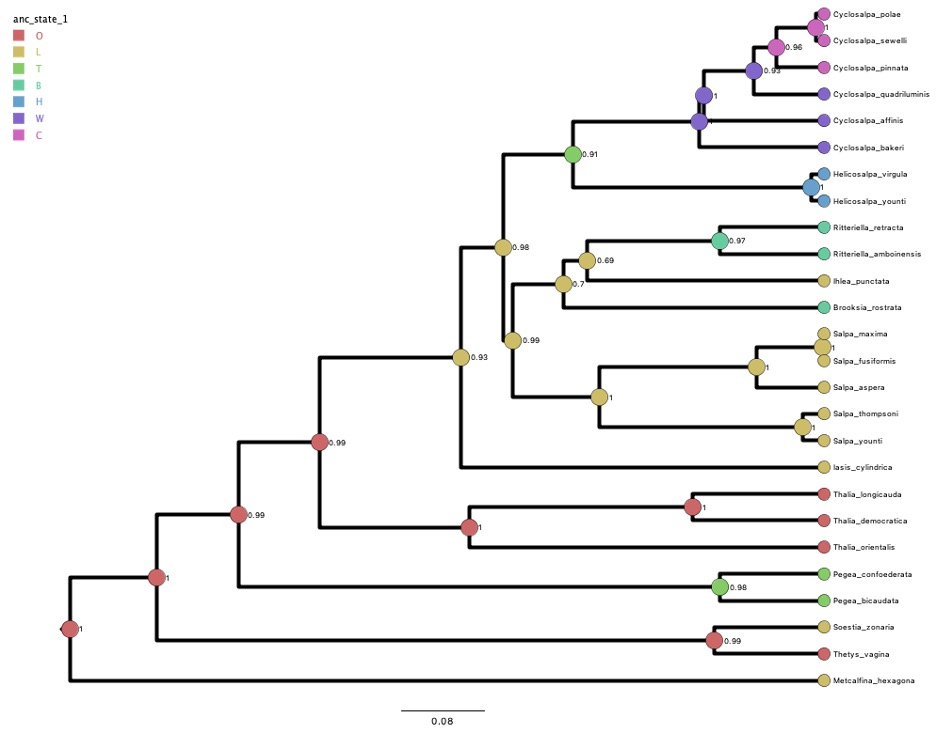 anc_state_1
O
L
T
B
H
W
C
Cyclosalpa_polae
1
Cyclosalpa_sewelli
0.96
Cyclosalpa_pinnata
0.93
Cyclosalpa_quadriluminis
1
Cyclosalpa_affinis
1
Cyclosalpa_bakeri
0.91
Helicosalpa_virgula
1
Helicosalpa_younti
Ritteriella_retracta
0.97
0.98
Ritteriella_amboinensis
0.69
Ihlea_punctata
0.7
Brooksia_rostrata
Salpa_maxima
0.99
1
0.93
Salpa_fusiformis
1
Salpa_aspera
1
Salpa_thompsoni
1
Salpa_younti
0.99
Iasis_cylindrica
Thalia_longicauda
1
0.99
Thalia_democratica
1
Thalia_orientalis
Pegea_confoederata
1
0.98
Pegea_bicaudata
1
Soestia_zonaria
0.99
Thetys_vagina
Metcalfina_hexagona
0.08